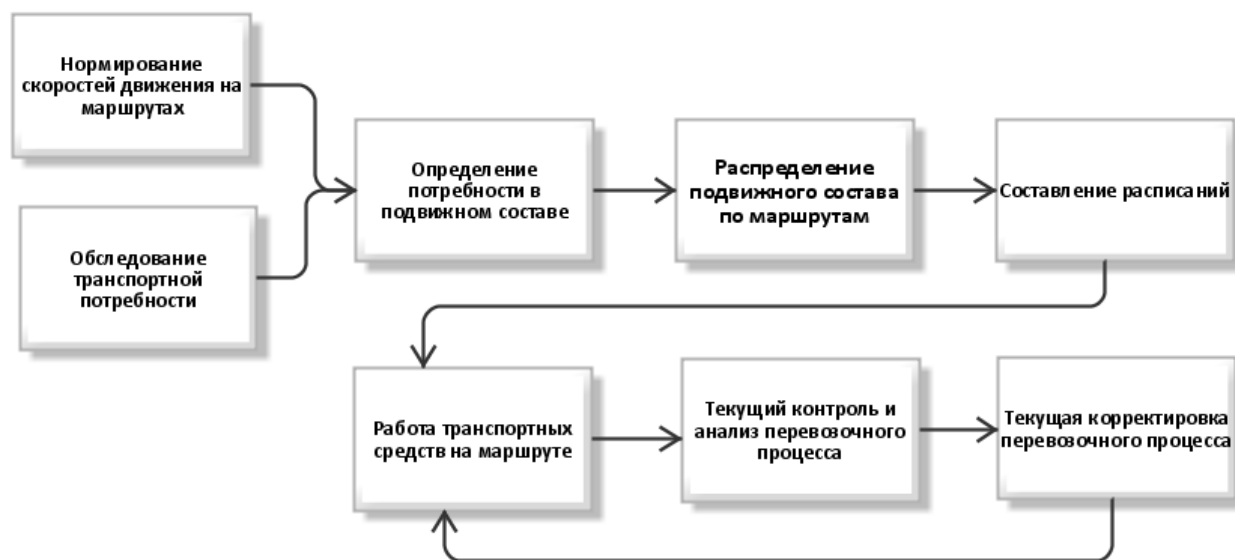 Нормирование
скоростей движения на
маршрутах
Обследование
транспортной
потребности
Определение
потребности в
подвижном составе
Распределение
подвижного состава
по маршрутам
Составление расписаний
Работа транспортных
средств на маршруте
Текущий контроль и
анализ перевозочного
процесса
Текущая корректировка
перевозочного процесса